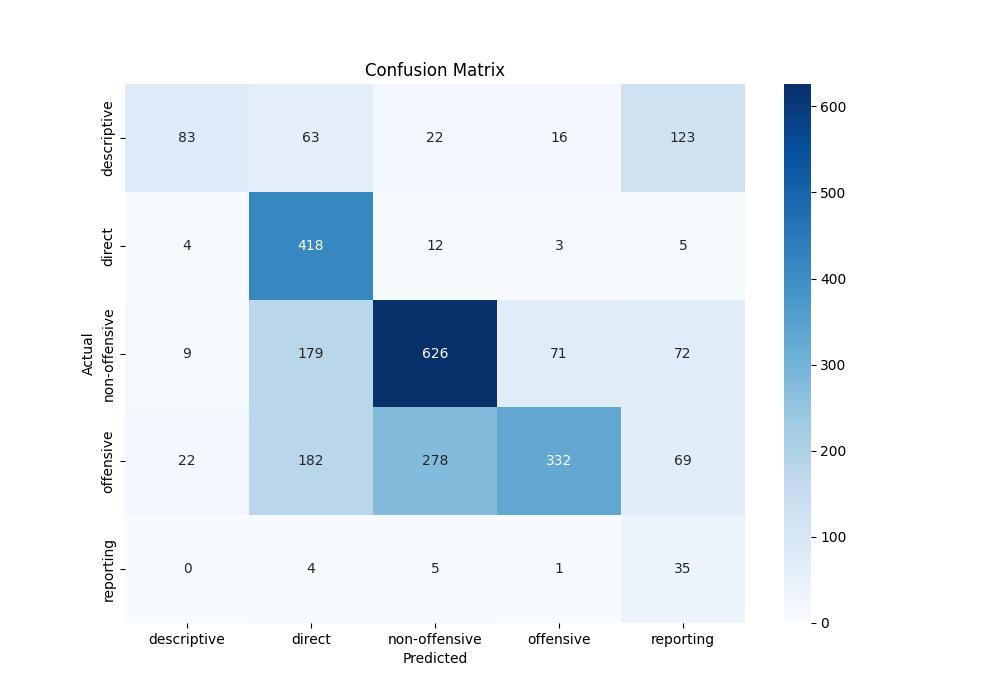 Confusion Matrix
Actual
descriptive
83 63 22 16 123
direct
4 418 12 3 5
non-offensive
9 179 626 71 72
offensive
22 182 278 332 69
reporting
0 4 5 1 35
descriptive direct non-offensive offensive reporting
Predicted
600
500
400
300
200
100
0